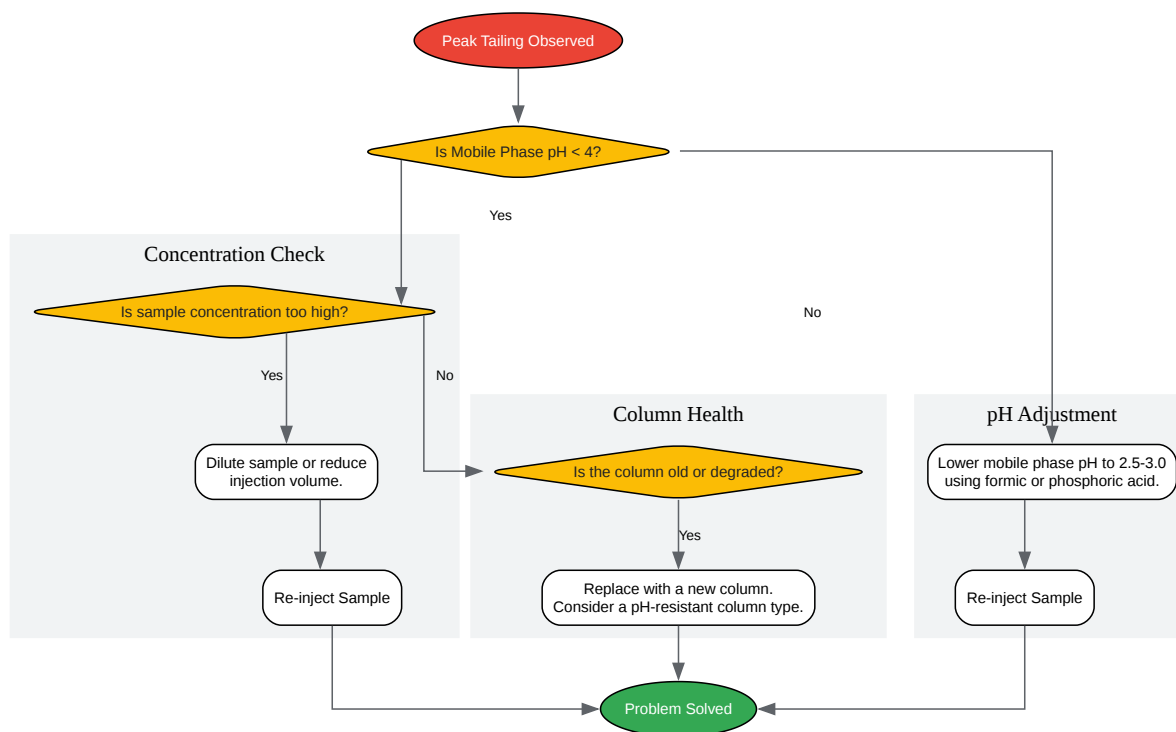 Peak Tailing Observed
Is Mobile Phase pH < 4?
Yes
No
Concentration Check
Is sample concentration too high?
Yes
No
Dilute sample or reduce
injection volume.
Re-inject Sample
Column Health
Is the column old or degraded?
Yes
Replace with a new column.
Consider a pH-resistant column type.
pH Adjustment
Lower mobile phase pH to 2.5-3.0
using formic or phosphoric acid.
Re-inject Sample
Problem Solved